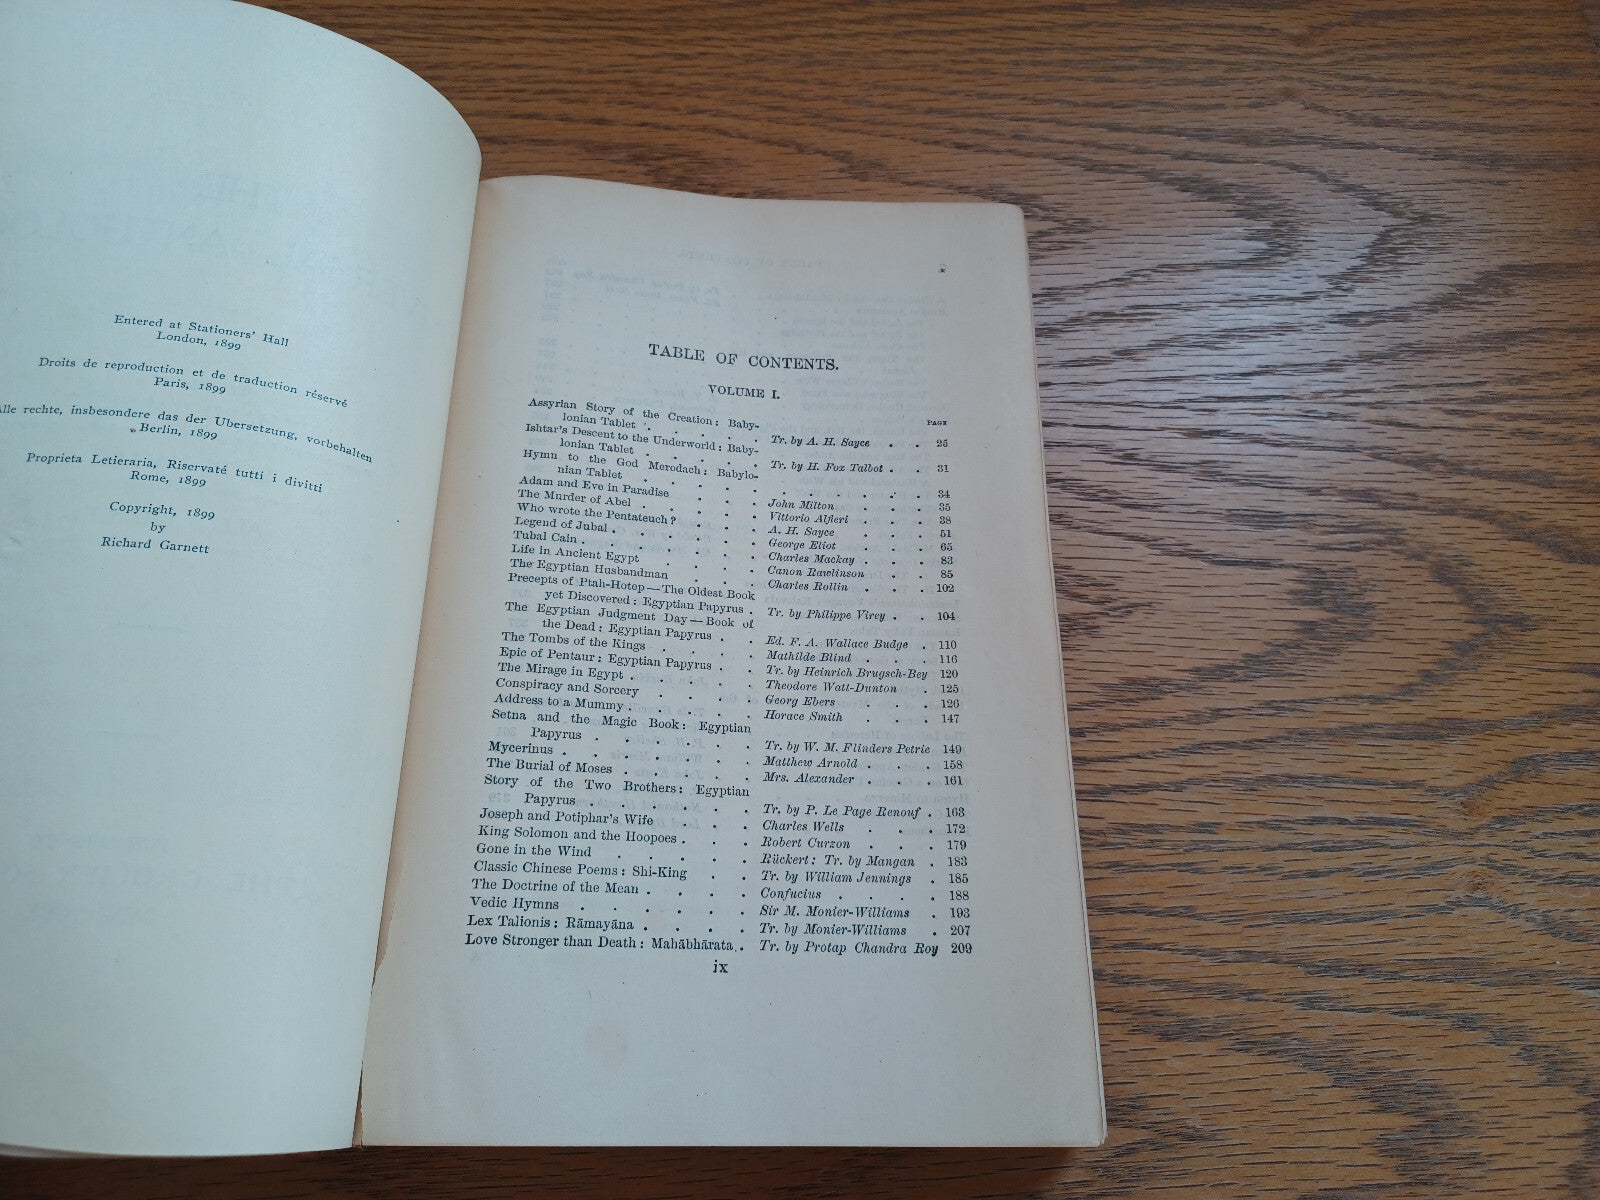 Entered at Stationers' Hall
London, 1899
Droits de reproduction et de traduction réservé
Paris, 1899
Alle rechte, insbesondere das der Ubersetzung, vorbehalten
Berlin, 1899
Proprieta Letieraria, Riservaté tutti i divitti
Rome, 1899
Copyright, 1899
by
Richard Garnett
TABLE OF CONTENTS.
VOLUME I.
PAGE
Assyrian Story of the Creation: Baby-
lonian Tablet . . . . . Tr. by A. H. Sayce . . 25
Ishtar's Descent to the Underworld: Baby-
lonian Tablet . . . . . Tr. by H. Fox Talbot . . 31
Hymn to the God Merodach: Babylo-
nian Tablet . . . . . . . . . . 34
Adam and Eve in Paradise . . . John Milton . . . 35
The Murder of Abel . . . . Vittorio Alfieri . . . 38
Who wrote the Pentateuch? . . . A. H. Sayce . . . 51
Legend of Jubal . . . . . George Eliot . . . 65
Tubal Cain . . . . . . Charles Mackay . . . 83
Life in Ancient Egypt . . . . Canon Rawlinson . . . 85
The Egyptian Husbandman . . . Charles Rollin . . . 102
Precepts of Ptah-Hotep—The Oldest Book
yet Discovered: Egyptian Papyrus . Tr. by Philippe Virey . . 104
The Egyptian Judgment Day—Book of
the Dead: Egyptian Papyrus . . Ed. F. A. Wallace Budge . 110
The Tombs of the Kings . . . . Mathilde Blind . . . 116
Epic of Pentaur: Egyptian Papyrus . . Tr. by Heinrich Brugsch-Bey 120
The Mirage in Egypt . . . . . Theodore Watt-Dunton . 125
Conspiracy and Sorcery . . . . Georg Ebers . . . 126
Address to a Mummy . . . . . Horace Smith . . . 147
Setna and the Magic Book: Egyptian
Papyrus . . . . . . Tr. by W. M. Flinders Petrie 149
Mycerinus . . . . . . . Matthew Arnold . . . 158
The Burial of Moses . . . . . Mrs. Alexander . . . 161
Story of the Two Brothers: Egyptian
Papyrus . . . . . . Tr. by P. Le Page Renouf . 163
Joseph and Potiphar's Wife . . . Charles Wells . . . 172
King Solomon and the Hoopoes . . . Robert Curzon . . . 179
Gone in the Wind . . . . . Rückert: Tr. by Mangan . 183
Classic Chinese Poems: Shi-King . . Tr. by William Jennings . 185
The Doctrine of the Mean . . . . Confucius . . . . 188
Vedic Hymns . . . . . . Sir M. Monier-Williams . 193
Lex Talionis: Rāmayāna . . . . Tr. by Monier-Williams . 207
Love Stronger than Death: Mahābhārata . Tr. by Protap Chandra Roy 209
ix